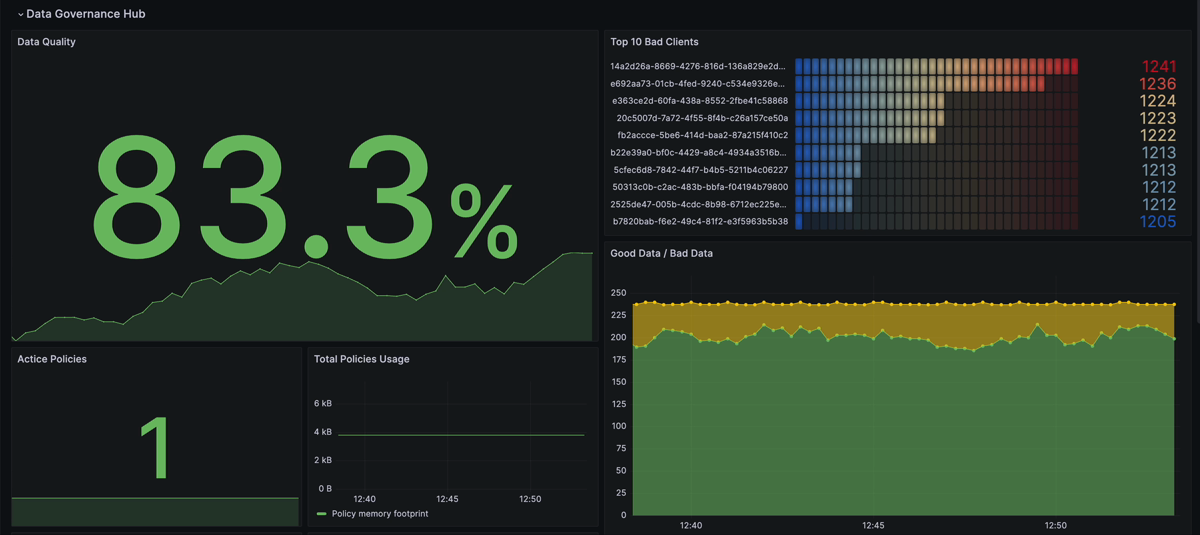 Data Governance Hub
Data Quality
83.3%
Actice Policies
1
Total Policies Usage
6 kB
4 kB
2 kB
0 B
12:40 12:45 12:50
Policy memory footprint
Top 10 Bad Clients
14a2d26a-8669-4276-816d-136a829e2d... 1241
e692aa73-01cb-4fed-9240-c534e9326e... 1236
e363ce2d-60fa-438a-8552-2fbe41c58868 1224
20c5007d-7a72-4f55-8f4b-c26a157ce50a 1223
fb2accce-5be6-414d-baa2-87a215f410c2 1222
b22e39a0-bf0c-4429-a8c4-4934a3516b... 1213
5cfec6d8-7842-44f7-b4b5-5211b4c06227 1213
50313c0b-c2ac-483b-bbfa-f04194b79800 1212
2525de47-005b-4cdc-8b98-6712ec225e... 1212
b7820bab-f6e2-49c4-81f2-e3f5963b5b38 1205
Good Data / Bad Data
250
225
200
175
150
125
100
75
50
25
0
12:40 12:45 12:50